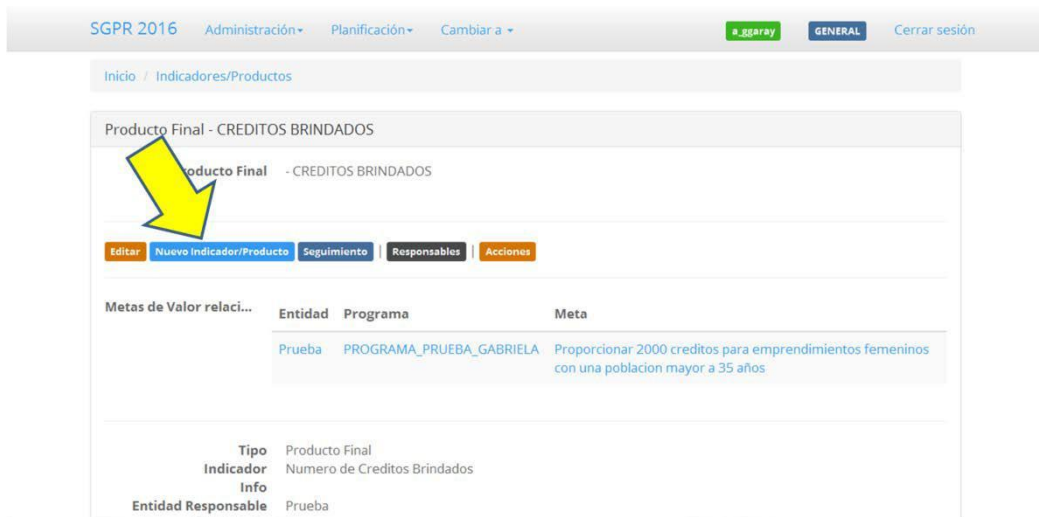 SGPR 2016 Administración Planificación Cambiar a a_ggaray GENERAL Cerrar sesión
Inicio / Indicadores/Productos
Producto Final - CREDITOS BRINDADOS
roducto Final - CREDITOS BRINDADOS
Editar Nuevo Indicador/Producto Seguimiento | Responsables | Acciones
Metas de Valor relaci...
Entidad Programa Meta
Prueba PROGRAMA_PRUEBA_GABRIELA Proporcionar 2000 creditos para emprendimientos femeninos
con una poblacion mayor a 35 años
Tipo Producto Final
Indicador Numero de Creditos Brindados
Info
Entidad Responsable Prueba